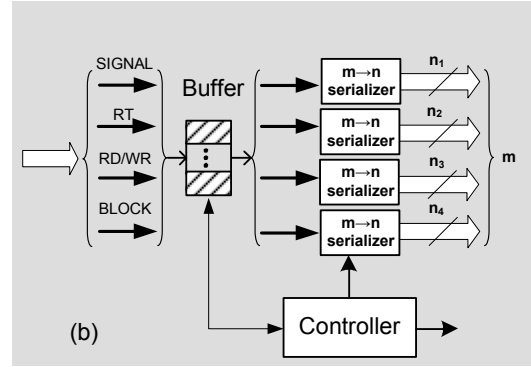 SIGNAL
RT
RD/WR
BLOCK
Buffer
m→n
serializer
m→n
serializer
m→n
serializer
m→n
serializer
n1
n2
n3
n4
m
Controller
(b)